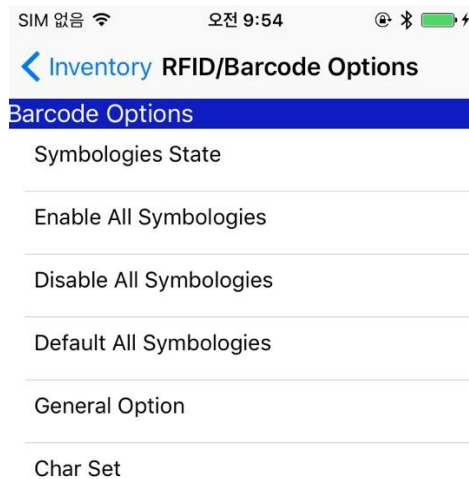 SIM 없음 오전 9:54
Inventory RFID/Barcode Options
Barcode Options
Symbologies State
Enable All Symbologies
Disable All Symbologies
Default All Symbologies
General Option
Char Set